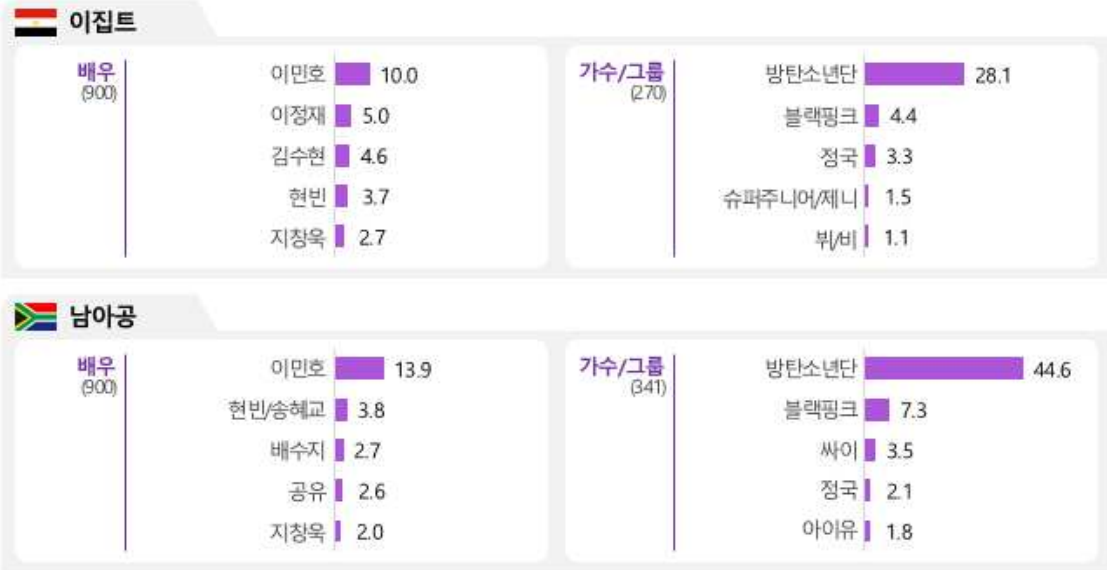 이집트
배우
(900)
이민호 10.0
이정재 5.0
김수현 4.6
현빈 3.7
지창욱 2.7
가수/그룹
(270)
방탄소년단 28.1
블랙핑크 4.4
정국 3.3
슈퍼주니어/제니 1.5
뷔/비 1.1
남아공
배우
(900)
이민호 13.9
현빈/송혜교 3.8
배수지 2.7
공유 2.6
지창욱 2.0
가수/그룹
(341)
방탄소년단 44.6
블랙핑크 7.3
싸이 3.5
정국 2.1
아이유 1.8